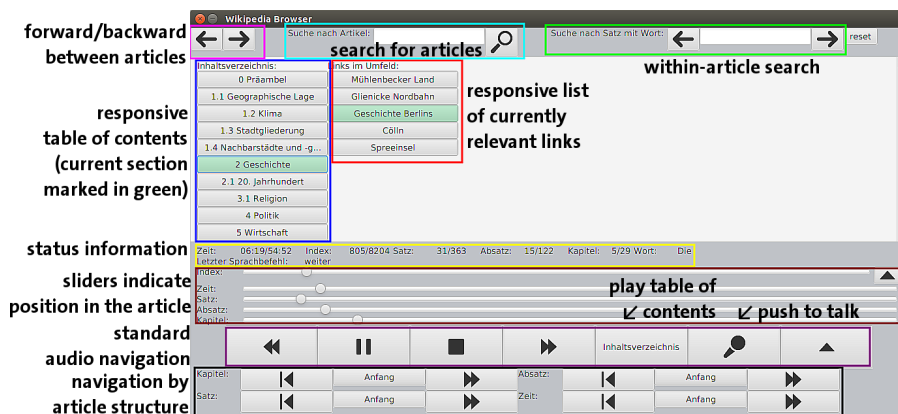 Wikipedia Browser
forward/backward
between articles
Suche nach Artikel:
search for articles
Suche nach Satz mit Wort:
reset
within-article search
Inhaltsverzeichnis:
Links im Umfeld:
0 Präambel
Mühlenbecker Land
1.1 Geographische Lage
Glienicke Nordbahn
responsive list
of currently
relevant links
responsive
table of contents
(current section
marked in green)
1.2 Klima
Geschichte Berlins
1.3 Stadtgliederung
Cölln
1.4 Nachbarstädte und -g...
Spreeinsel
2 Geschichte
2.1 20. Jahrhundert
3.1 Religion
4 Politik
5 Wirtschaft
status information
Zeit: 06:19/54:52 Index: 805/8204 Satz: 31/363 Absatz: 15/122 Kapitel: 5/29 Wort: Die
Letzter Sprachbefehl: weiter
sliders indicate
position in the article
Index:
Zeit:
Satz:
Absatz:
Kapitel:
play table of
↙ contents
↙ push to talk
standard
audio navigation
Inhaltsverzeichnis
navigation by
article structure
Kapitel: Anfang Absatz: Anfang
Satz: Anfang Zeit: Anfang